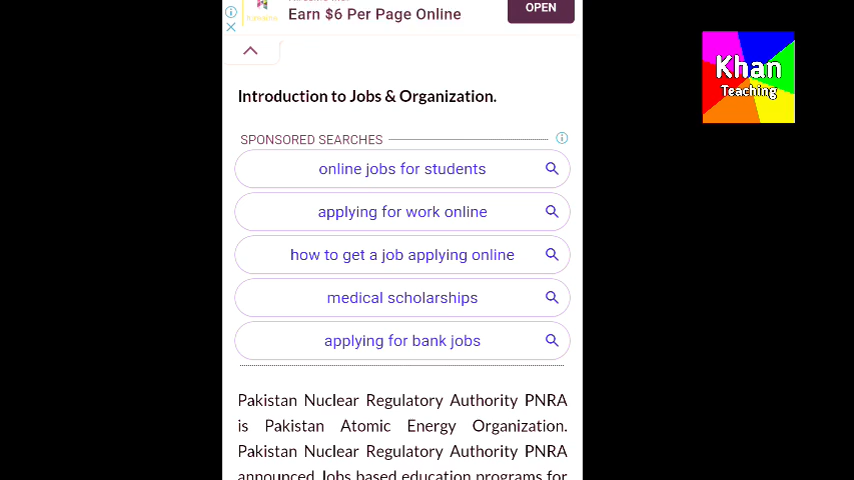 Earn $6 Per Page Online
OPEN
Khan
Teaching
Introduction to Jobs & Organization.
SPONSORED SEARCHES
online jobs for students
applying for work online
how to get a job applying online
medical scholarships
applying for bank jobs
Pakistan Nuclear Regulatory Authority PNRA
is Pakistan Atomic Energy Organization.
Pakistan Nuclear Regulatory Authority PNRA
announced Jobs based education programs for